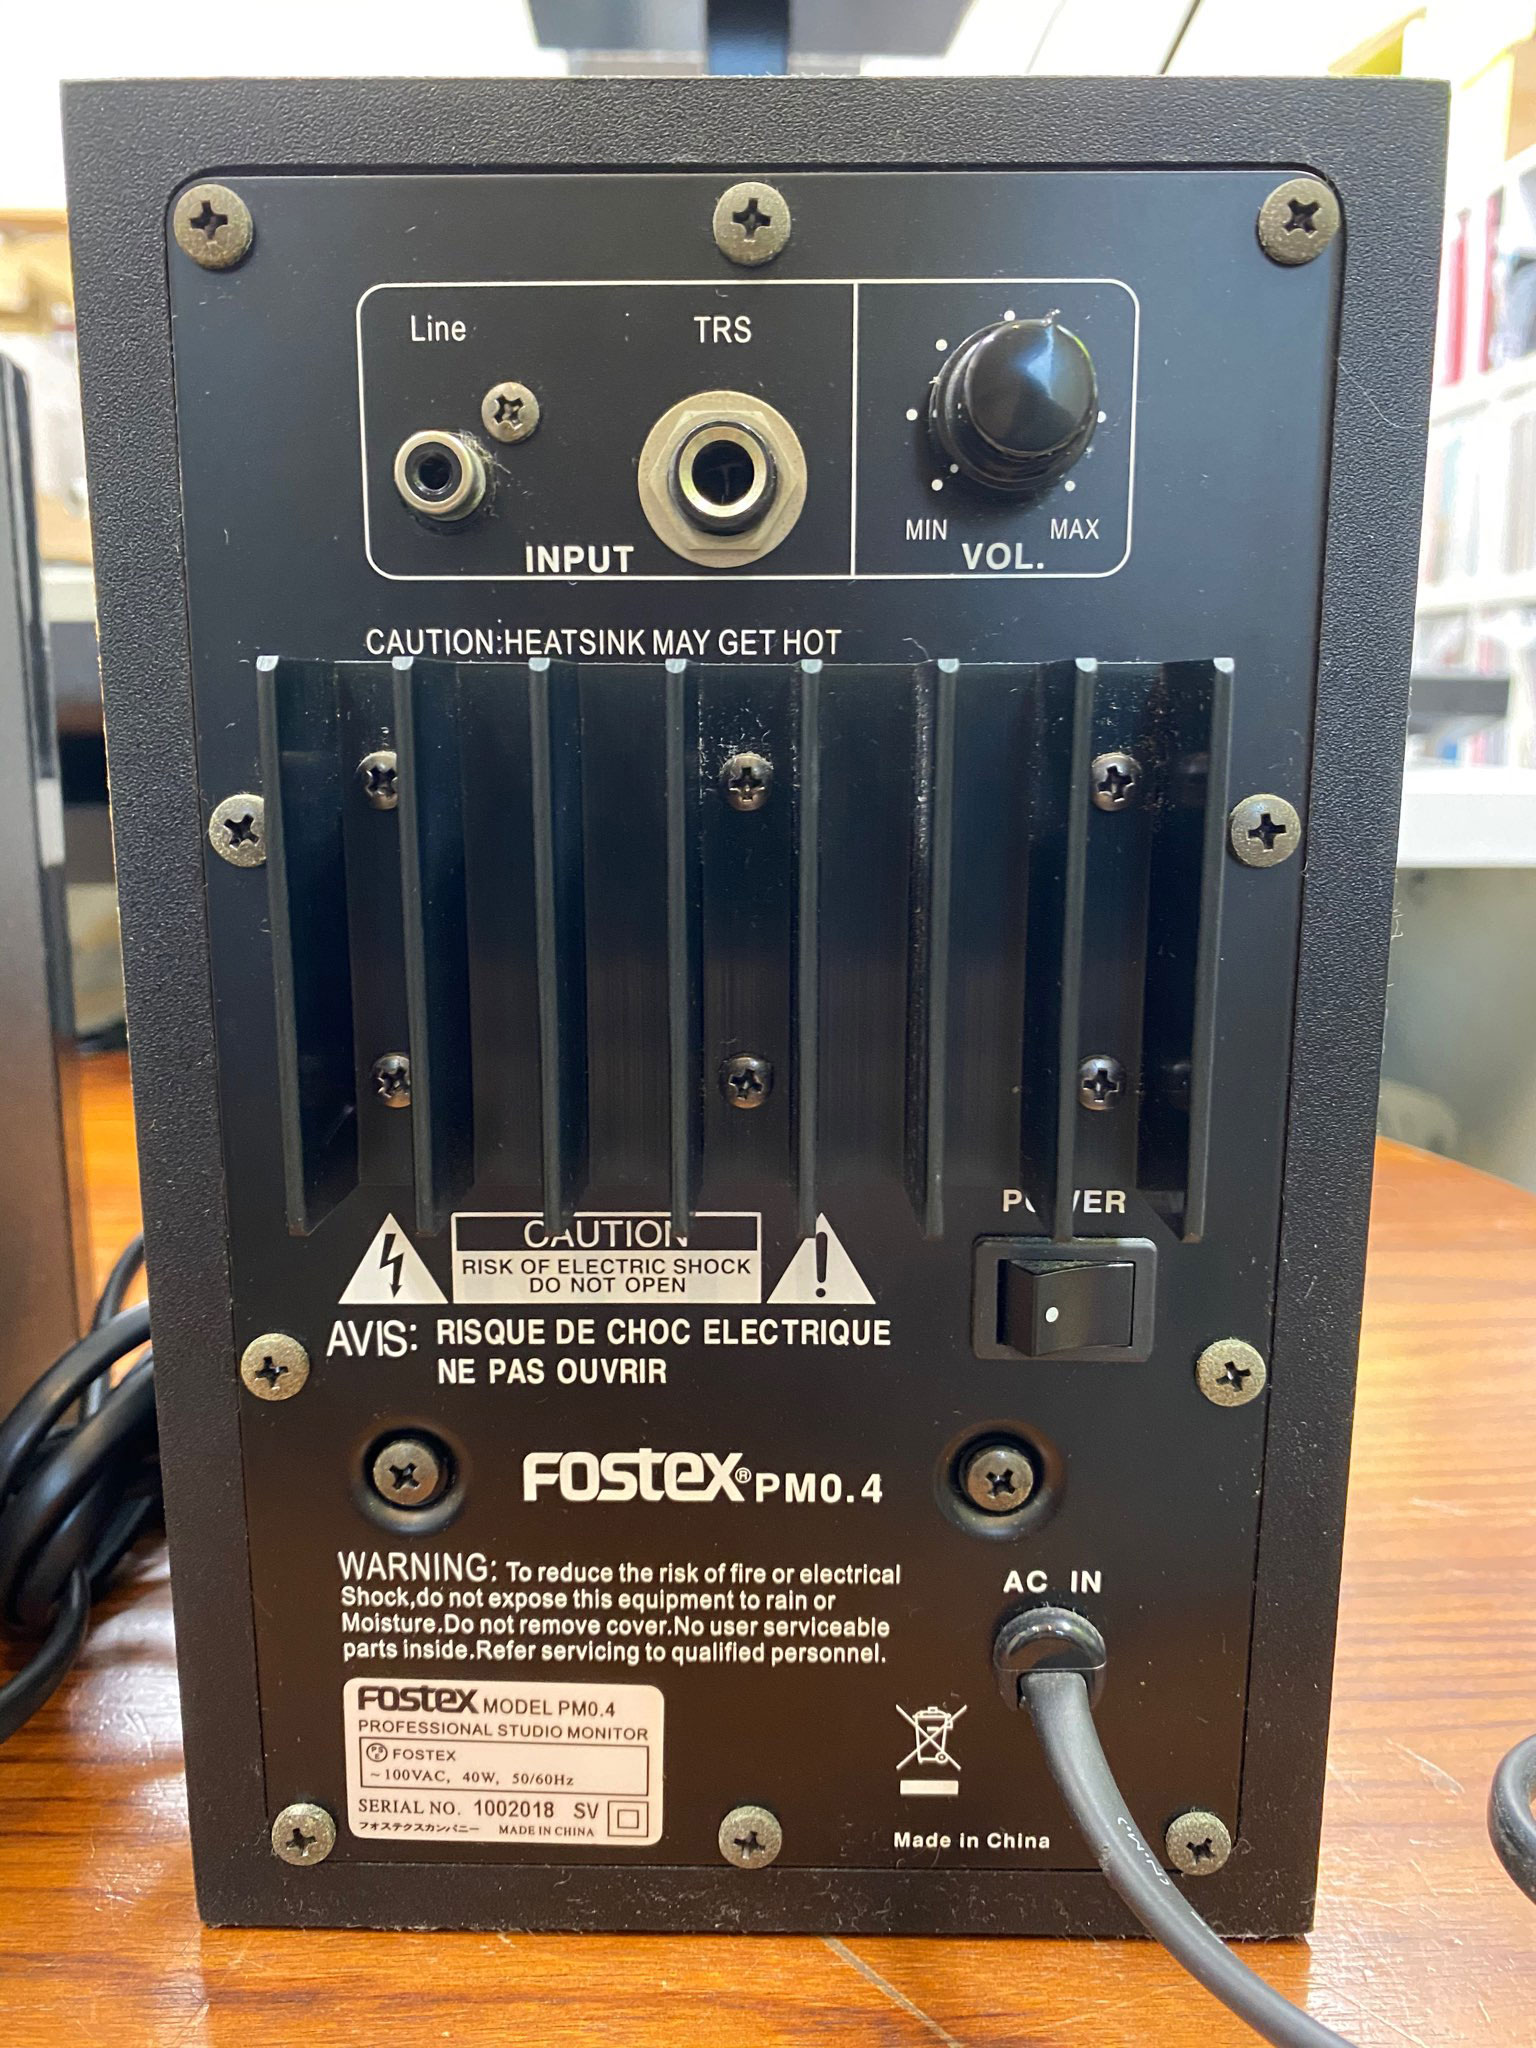 Line
TRS
INPUT
MIN
MAX
VOL.
CAUTION:HEATSINK MAY GET HOT
POWER
CAUTION
RISK OF ELECTRIC SHOCK
DO NOT OPEN
AVIS: RISQUE DE CHOC ELECTRIQUE
NE PAS OUVRIR
FOSTEX® PM0.4
WARNING: To reduce the risk of fire or electrical
Shock,do not expose this equipment to rain or
Moisture.Do not remove cover.No user serviceable
parts inside.Refer servicing to qualified personnel.
AC IN
FOSTEX MODEL PM0.4
PROFESSIONAL STUDIO MONITOR
FOSTEX
~100VAC, 40W, 50/60Hz
SERIAL NO. 1002018 SV
フォステクスカンパニー MADE IN CHINA
Made in China